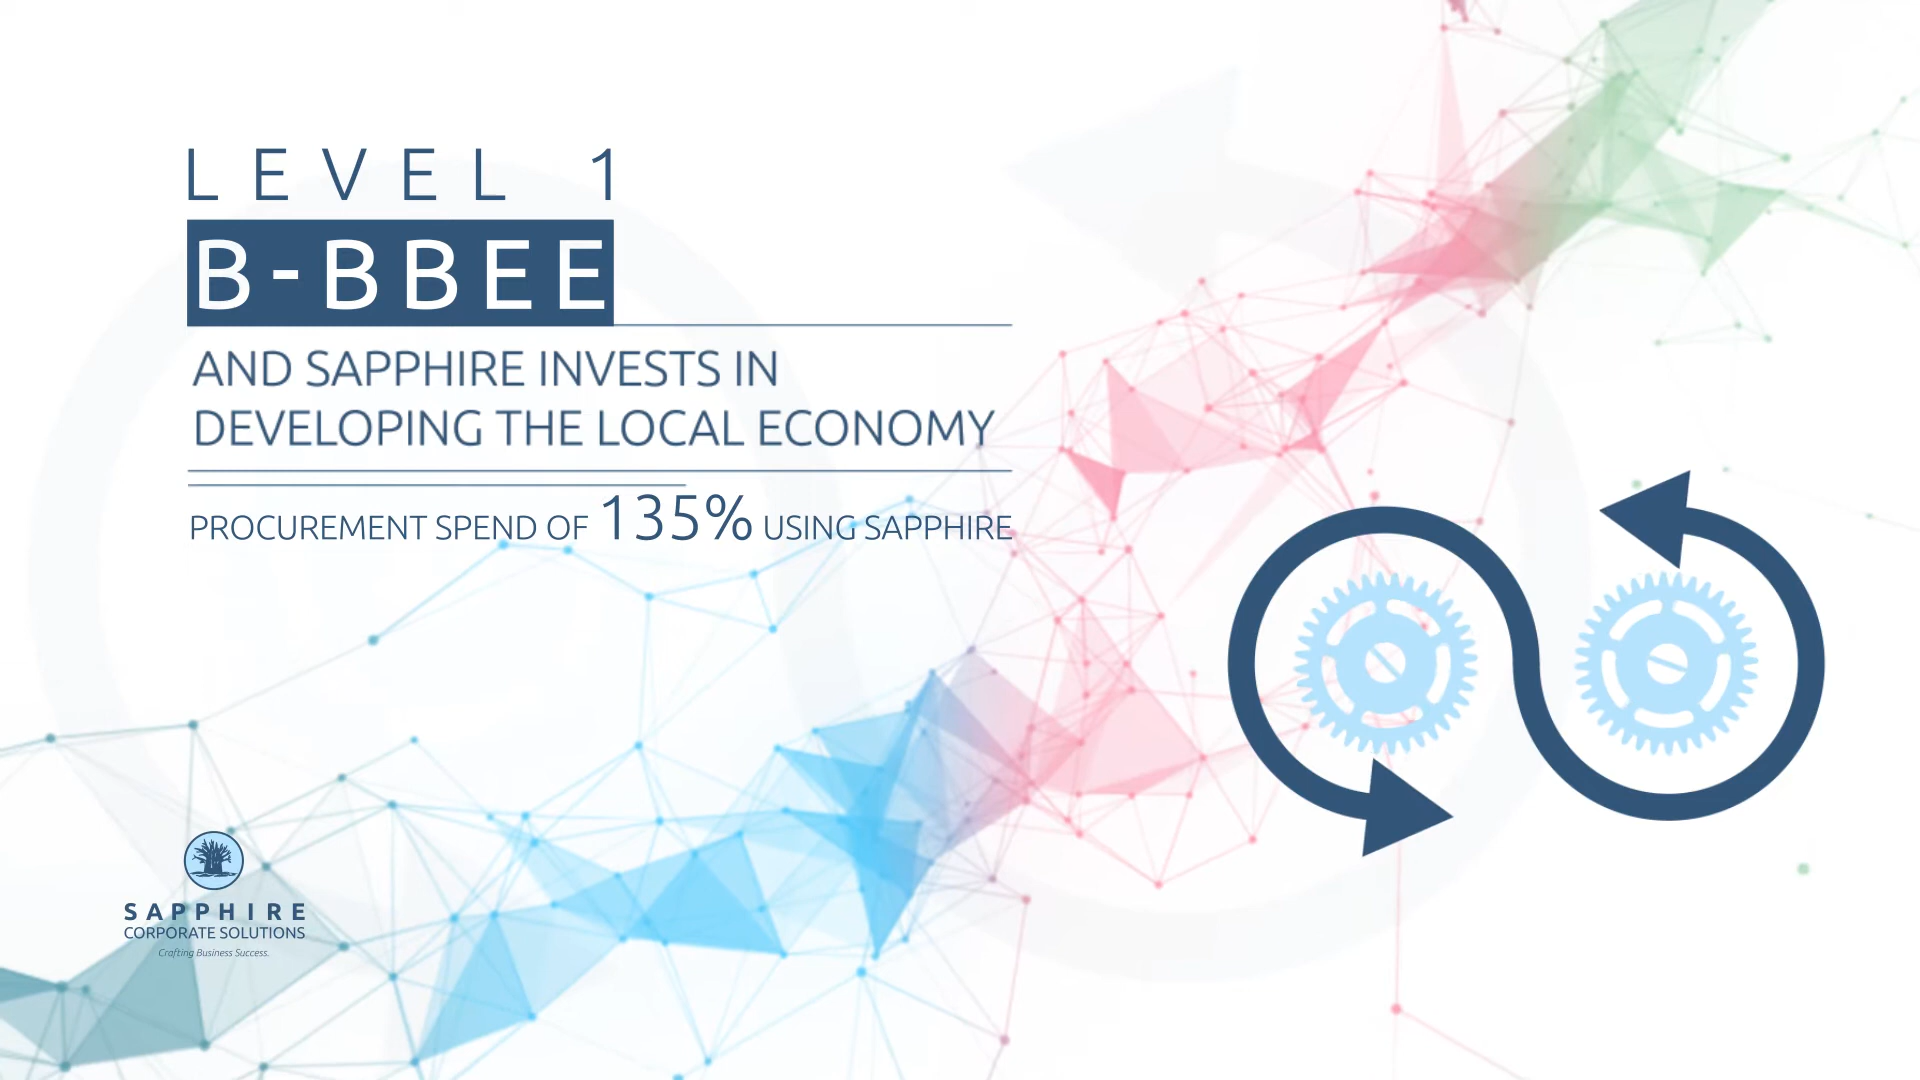 LEVEL 1
B-BBEE
AND SAPPHIRE INVESTS IN
DEVELOPING THE LOCAL ECONOMY
PROCUREMENT SPEND OF 135% USING SAPPHIRE
SAPPHIRE
CORPORATE SOLUTIONS
Crafting Business Success.